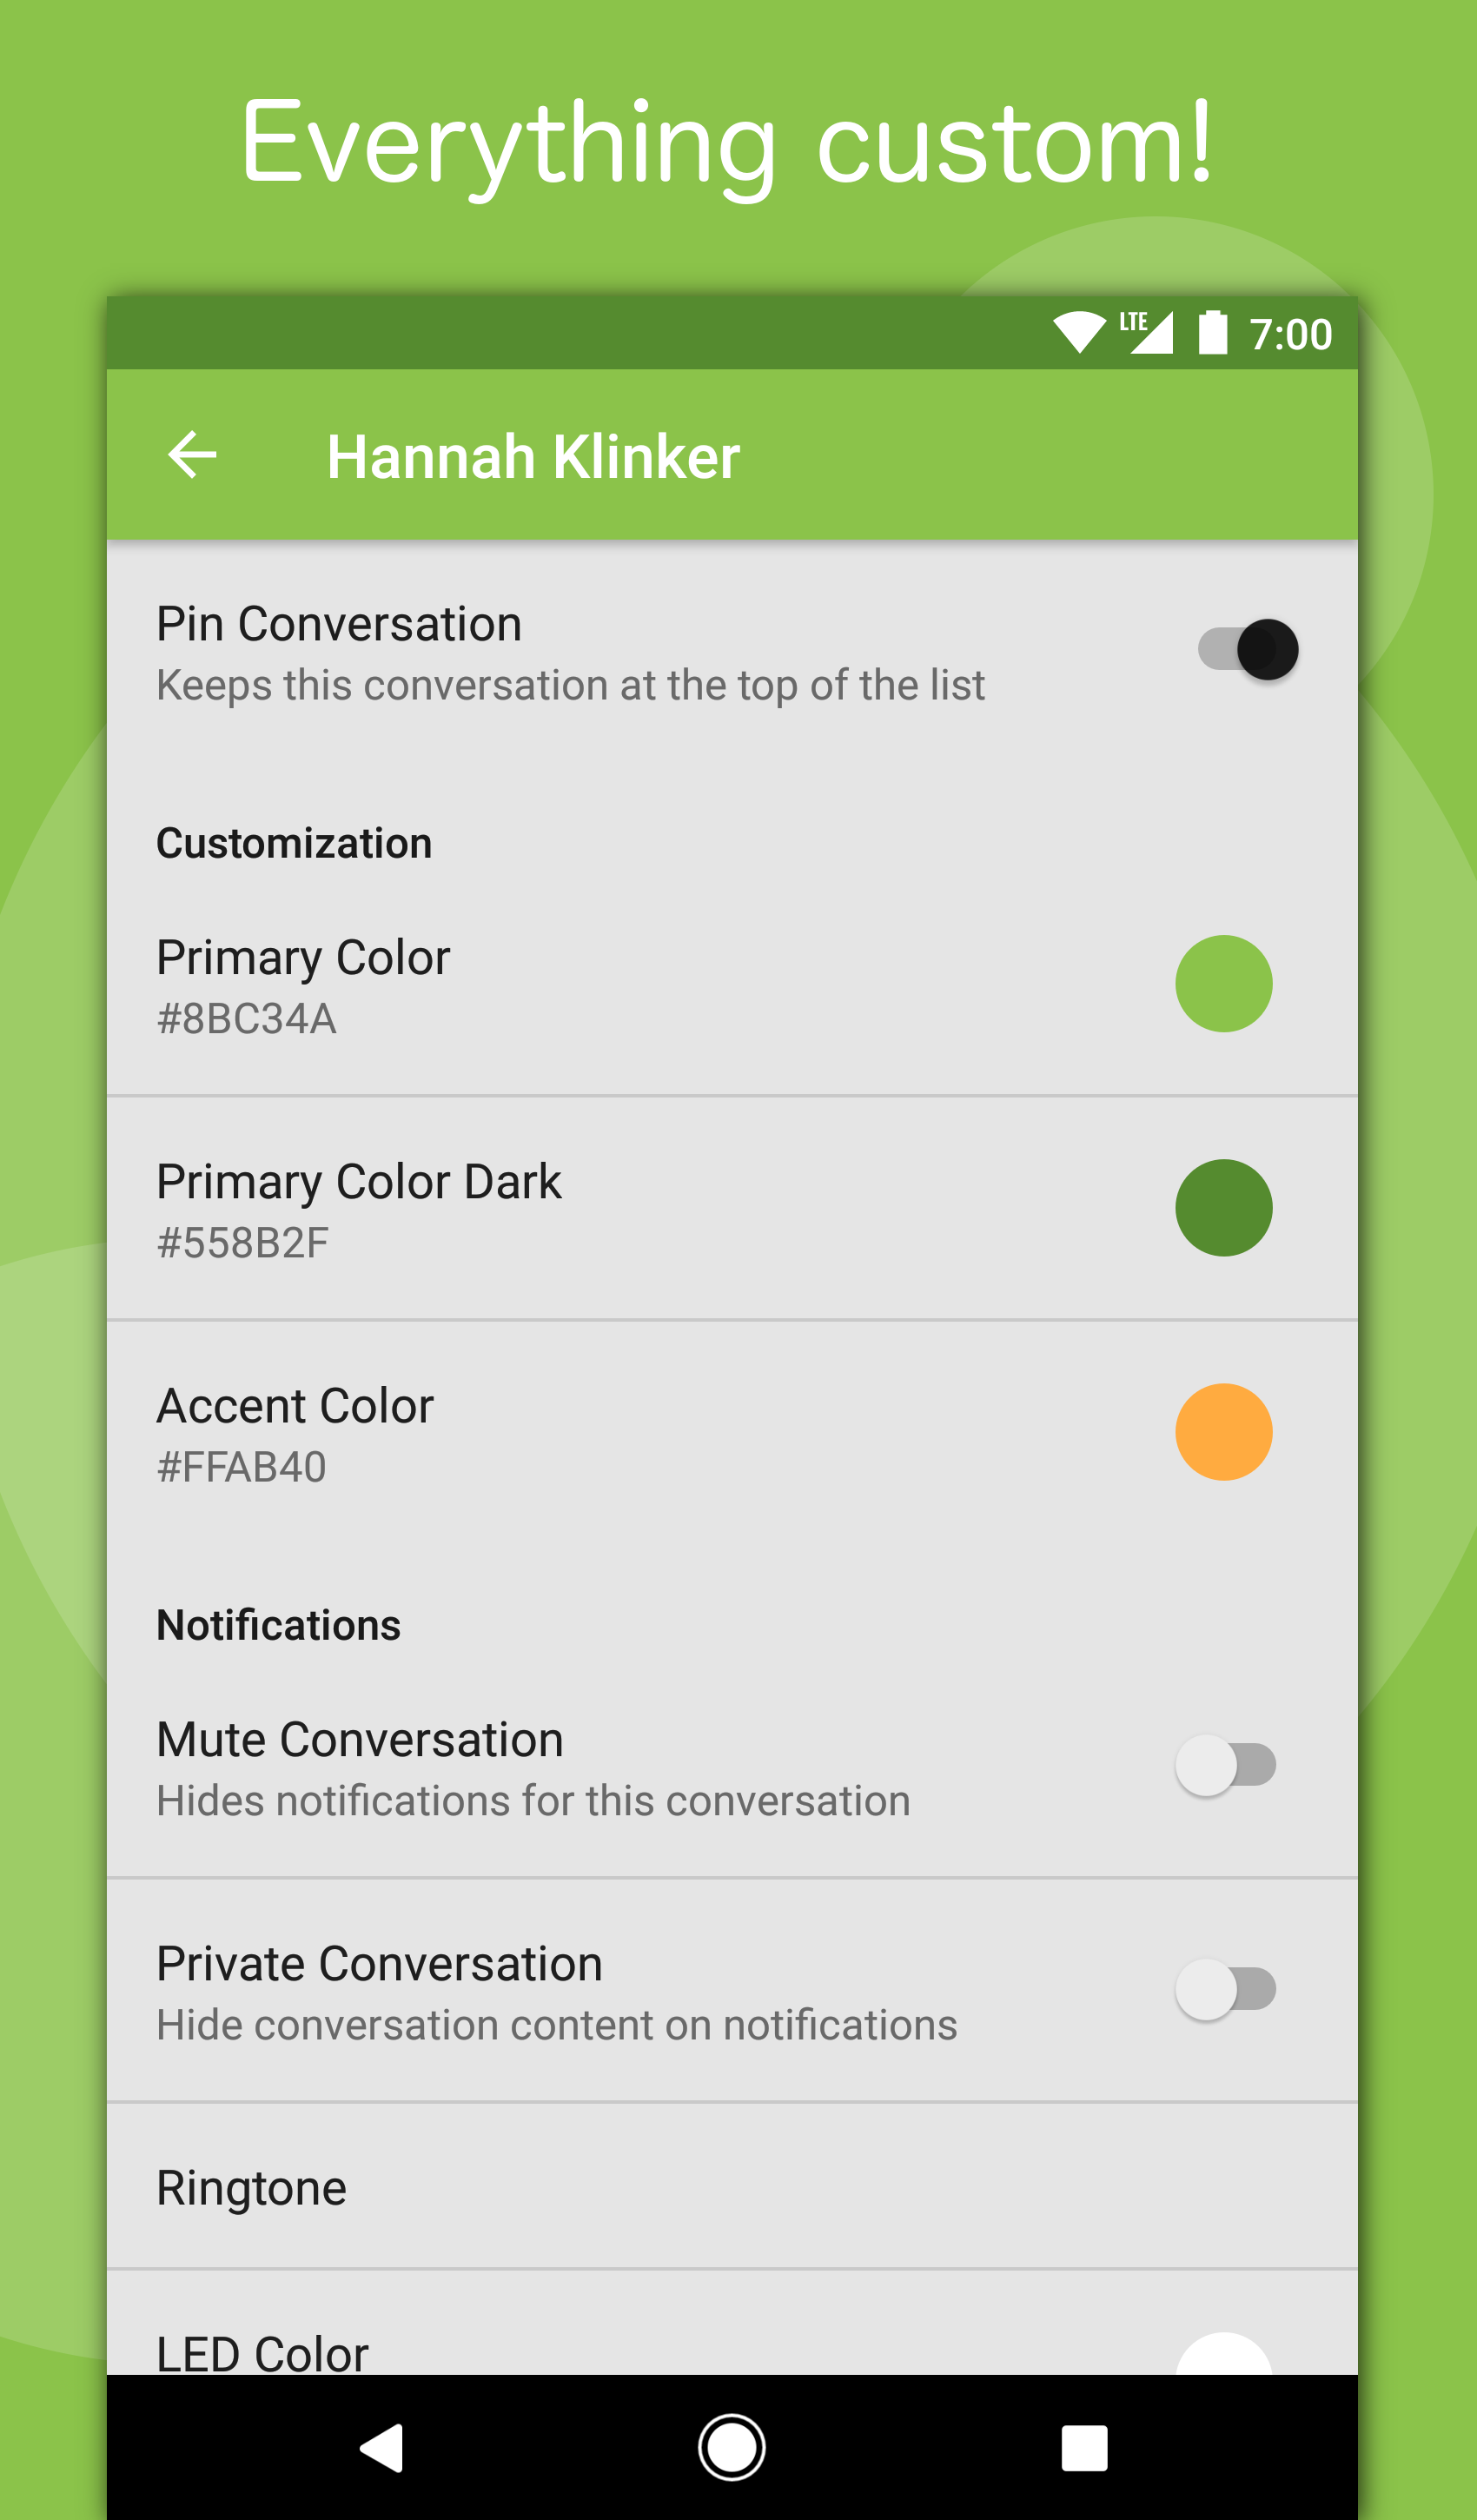 Everything custom!
LTE 7:00
Hannah Klinker
Pin Conversation
Keeps this conversation at the top of the list
Customization
Primary Color
#8BC34A
Primary Color Dark
#558B2F
Accent Color
#FFAB40
Notifications
Mute Conversation
Hides notifications for this conversation
Private Conversation
Hide conversation content on notifications
Ringtone
LED Color